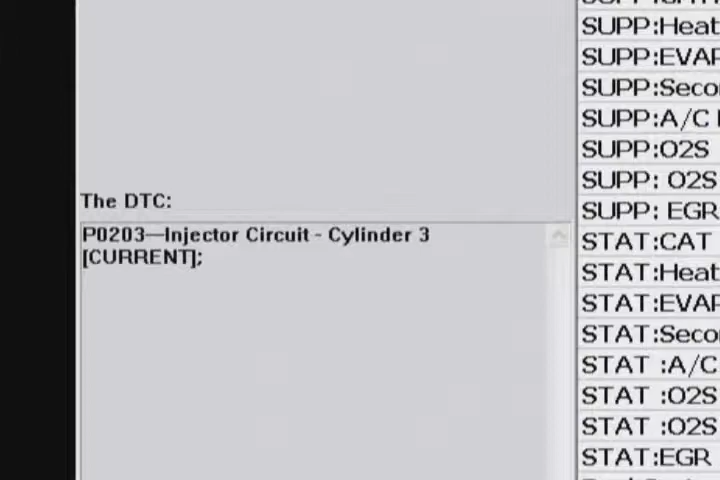 SUPP:Heat
SUPP:EVAP
SUPP:Seco
SUPP:A/C
SUPP:O2S
SUPP: O2S
SUPP: EGR
STAT:CAT
STAT:Heat
STAT:EVAP
STAT:Seco
STAT :A/C
STAT :O2S
STAT :O2S
STAT:EGR
The DTC:
P0203—Injector Circuit - Cylinder 3
[CURRENT];